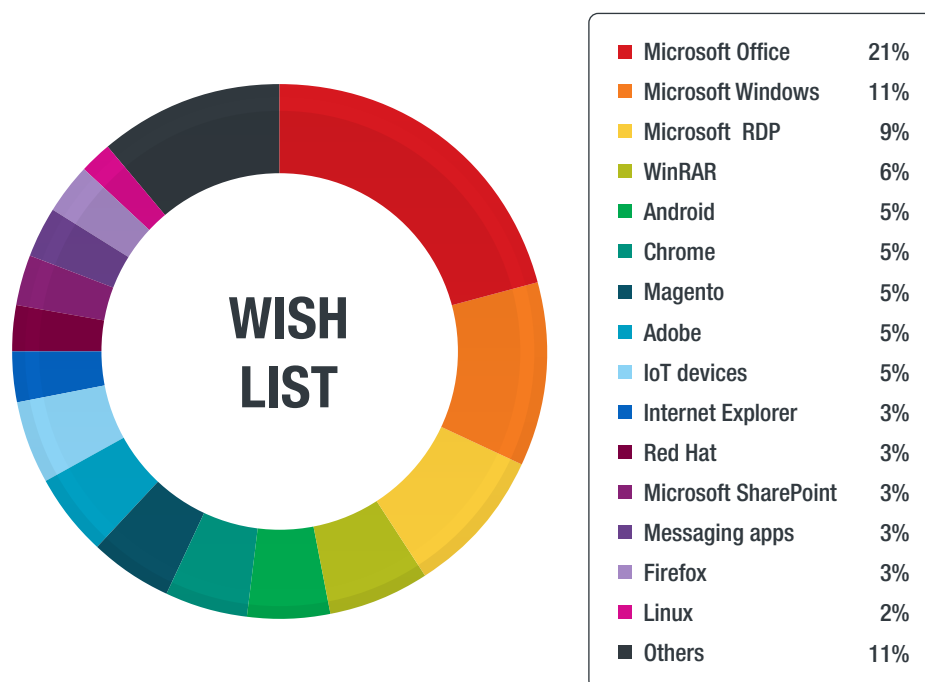 WISH
LIST
Microsoft Office 21%
Microsoft Windows 11%
Microsoft RDP 9%
WinRAR 6%
Android 5%
Chrome 5%
Magento 5%
Adobe 5%
IoT devices 5%
Internet Explorer 3%
Red Hat 3%
Microsoft SharePoint 3%
Messaging apps 3%
Firefox 3%
Linux 2%
Others 11%